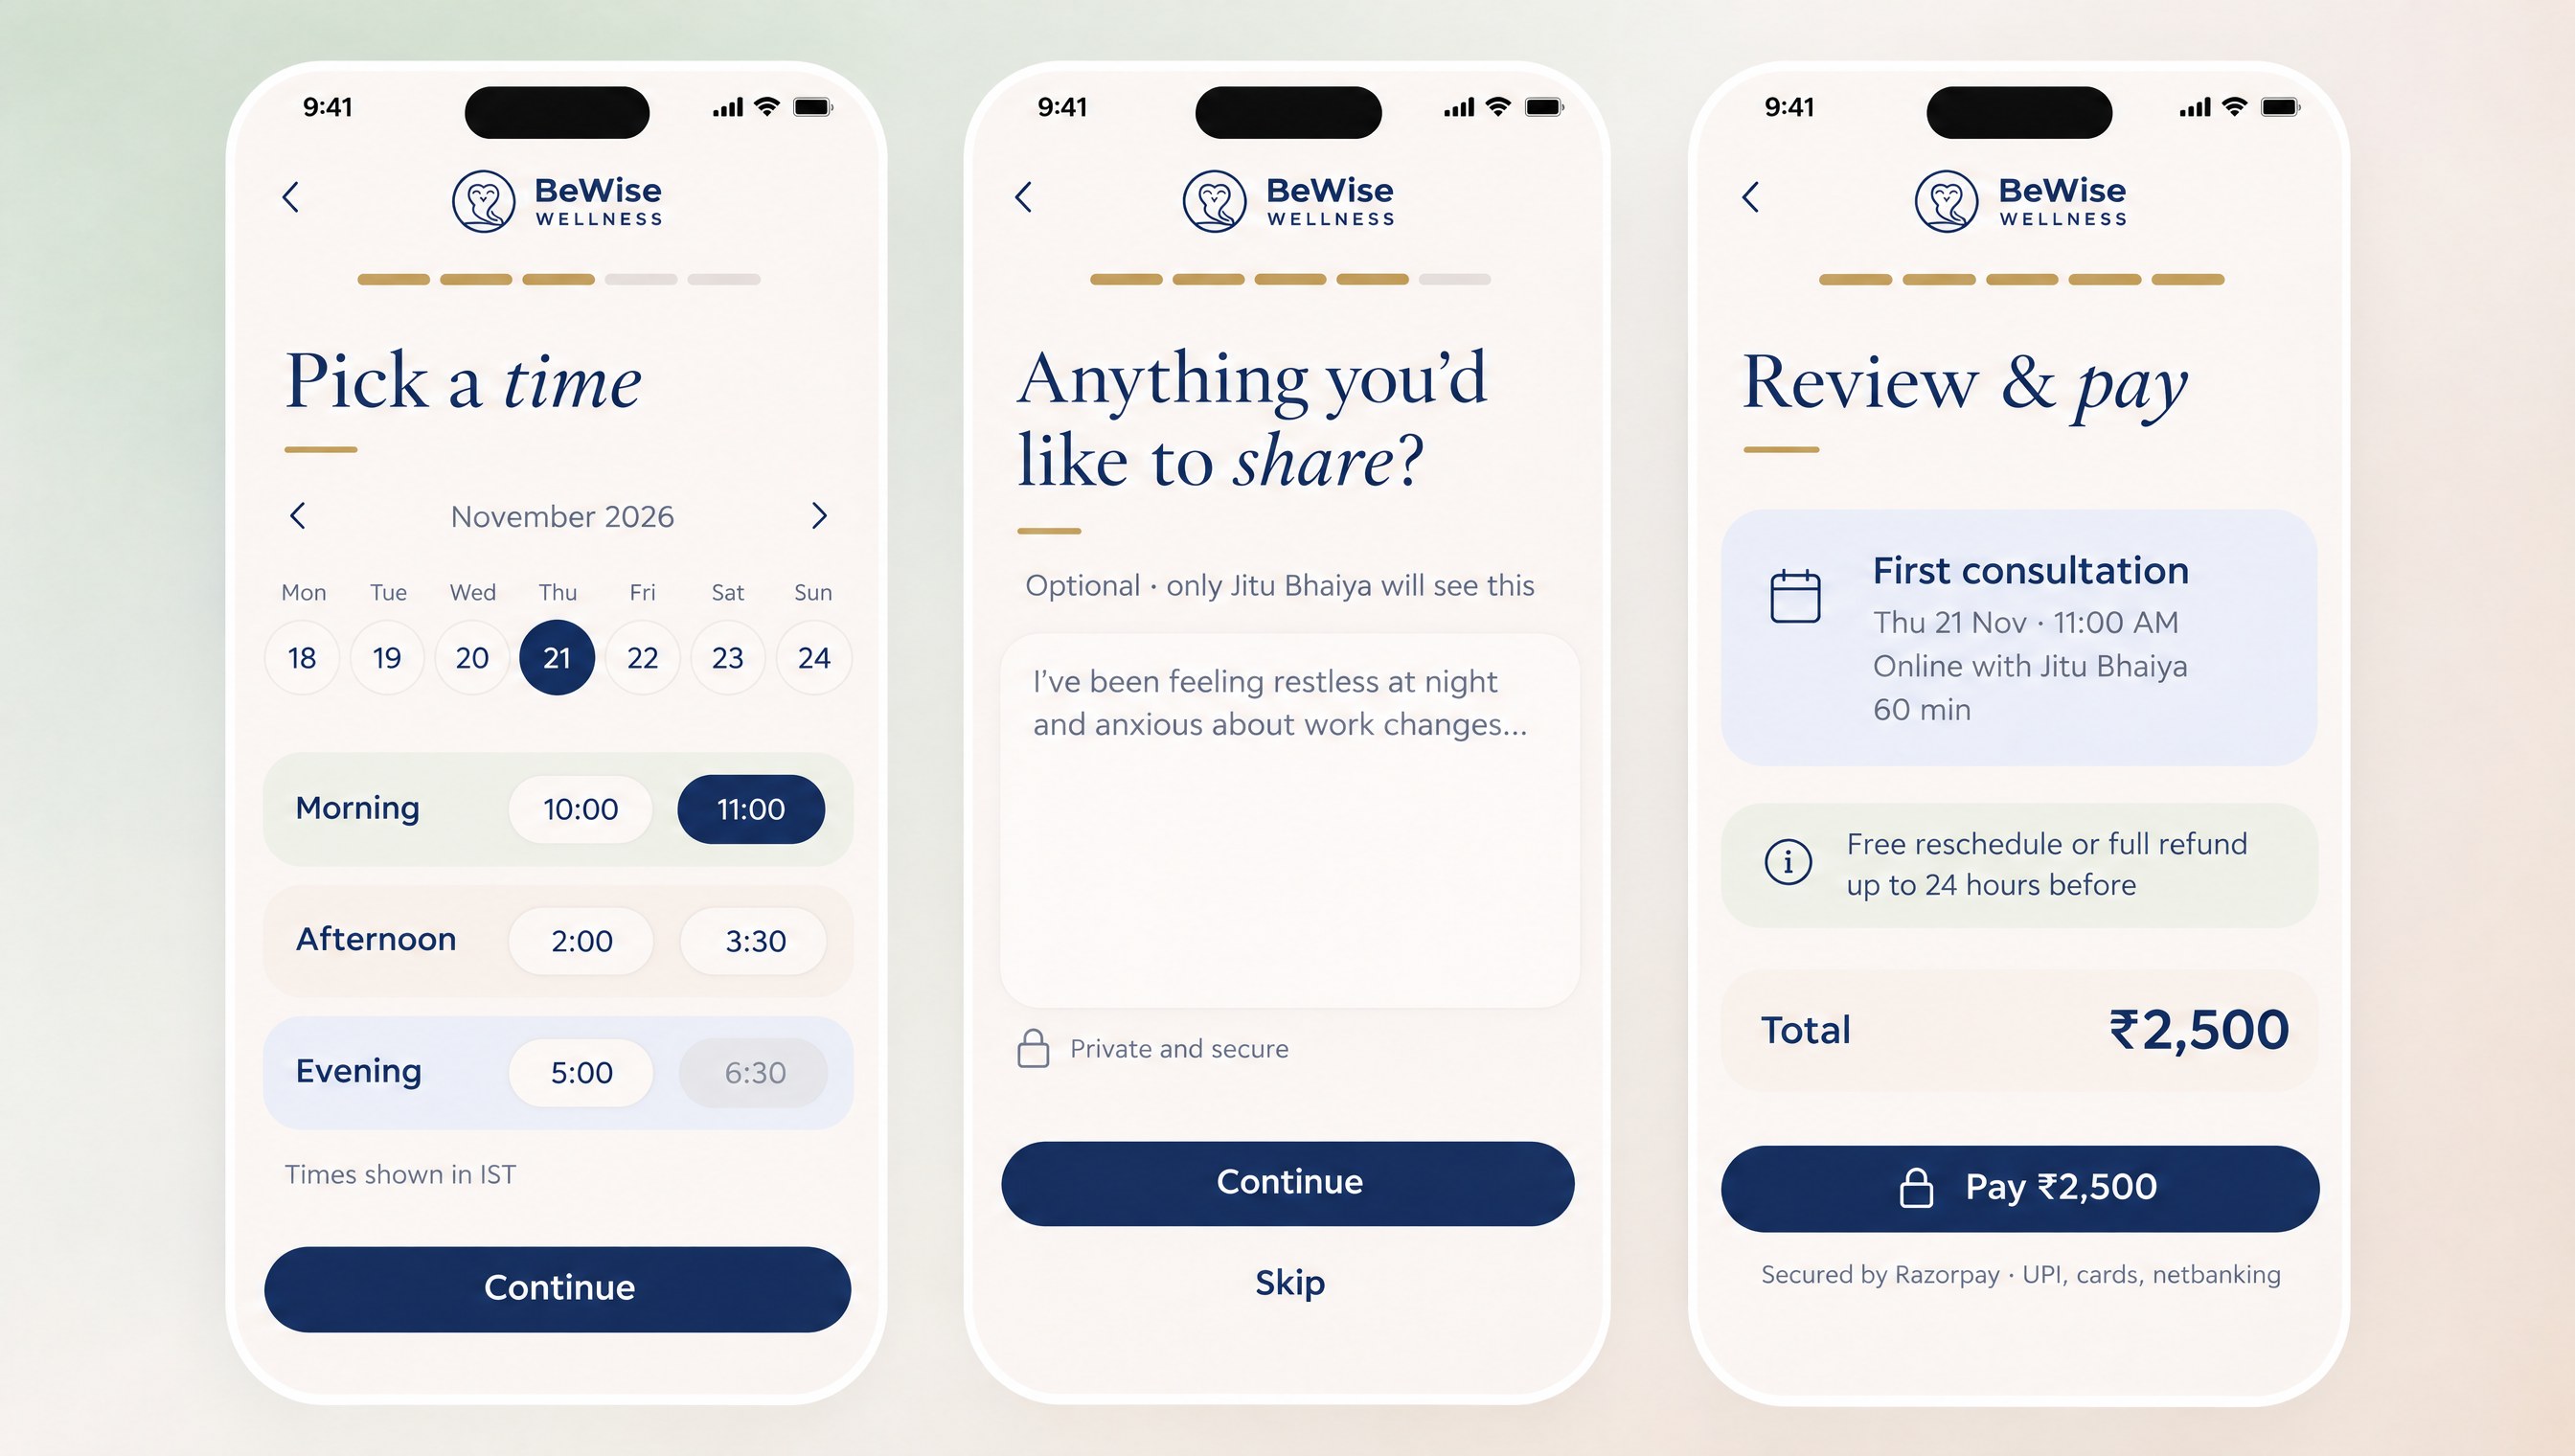 9:41
BeWise
WELLNESS
Pick a time
November 2026
Mon Tue Wed Thu Fri Sat Sun
18 19 20 21 22 23 24
Morning 10:00 11:00
Afternoon 2:00 3:30
Evening 5:00 6:30
Times shown in IST
Continue
9:41
BeWise
WELLNESS
Anything you’d
like to share?
Optional · only Jitu Bhaiya will see this
I’ve been feeling restless at night
and anxious about work changes...
Private and secure
Continue
Skip
9:41
BeWise
WELLNESS
Review & pay
First consultation
Thu 21 Nov · 11:00 AM
Online with Jitu Bhaiya
60 min
Free reschedule or full refund
up to 24 hours before
Total ₹2,500
Pay ₹2,500
Secured by Razorpay · UPI, cards, netbanking